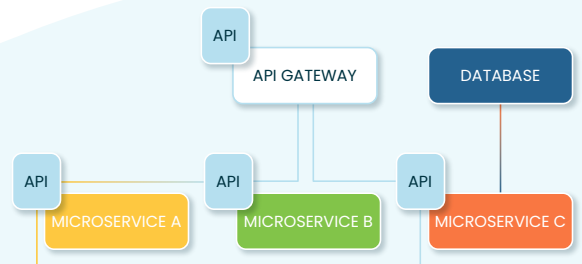 API
API GATEWAY
DATABASE
API
API
API
MICROSERVICE A
MICROSERVICE B
MICROSERVICE C